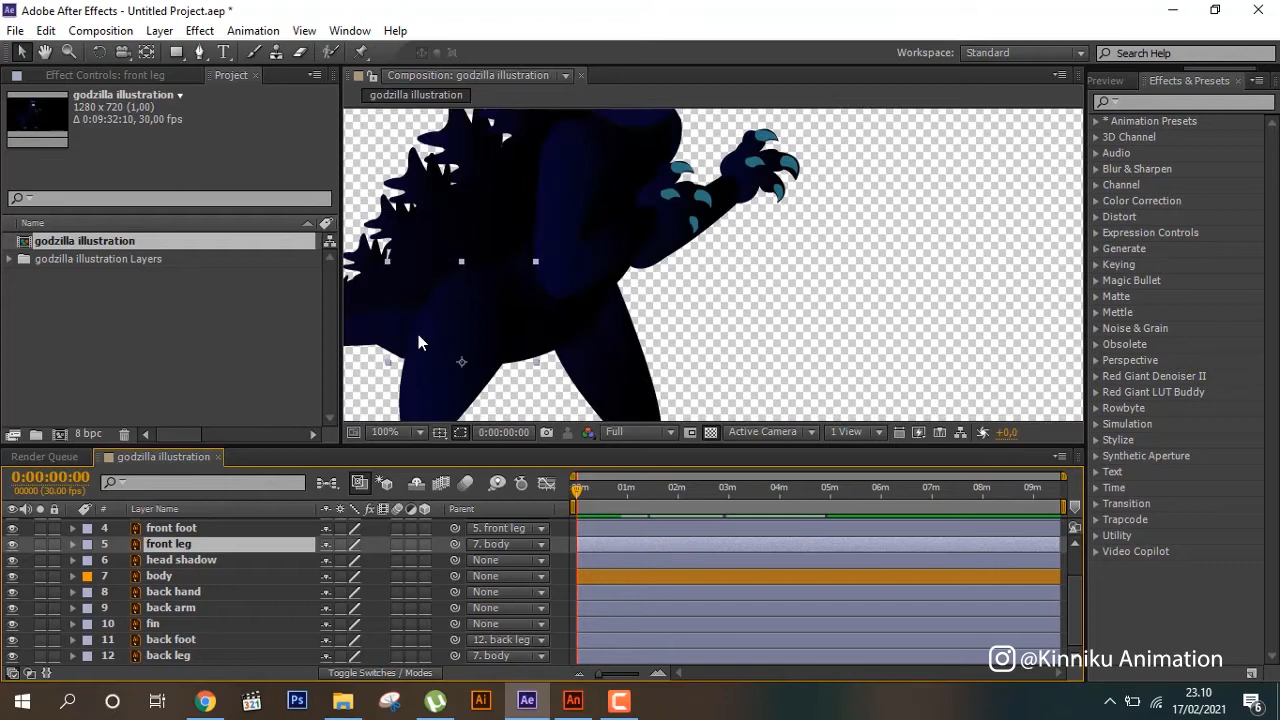 Adobe After Effects - Untitled Project.aep *
File Edit Composition Layer Effect Animation View Window Help
Workspace: Standard Search Help
Effect Controls: front leg Project Composition: godzilla illustration Preview Effects & Presets
godzilla illustration
1280 x 720 (1,00)
Δ 0:09:32:10, 30,00 fps
godzilla illustration
Name
godzilla illustration
godzilla illustration Layers
* Animation Presets
3D Channel
Audio
Blur & Sharpen
Channel
Color Correction
Distort
Expression Controls
Generate
Keying
Magic Bullet
Matte
Mettle
Noise & Grain
Obsolete
Perspective
Red Giant Denoiser II
Red Giant LUT Buddy
Rowbyte
Simulation
Stylize
Synthetic Aperture
Text
Time
Transition
Trapcode
Utility
Video Copilot
8 bpc
100% 0:00:00:00 Full Active Camera 1 View +0,0
Render Queue godzilla illustration
0:00:00:00
00000 (30.00 fps)
01m 02m 03m 04m 05m 06m 07m 08m 09m
# Layer Name Parent
4 front foot 5. front leg
5 front leg 7. body
6 head shadow None
7 body None
8 back hand None
9 back arm None
10 fin None
11 back foot 12. back leg
12 back leg 7. body
Toggle Switches / Modes
@Kinniku Animation
23.10
17/02/2021
6
321
Ps
Ai
Ae
An